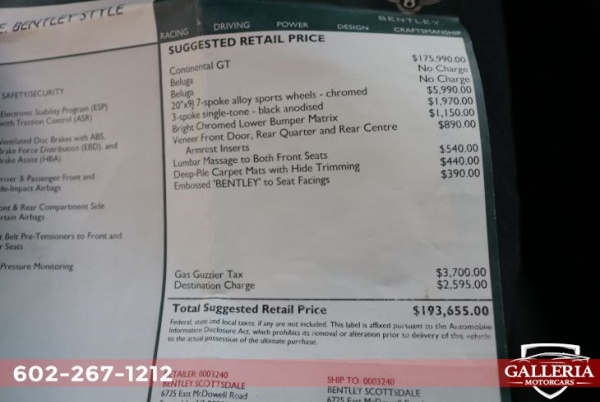 E. BENTLEY STYLE
RACING DRIVING POWER DESIGN CRAFTSMANSHIP
BENTLEY
SUGGESTED RETAIL PRICE
Continental GT $175,990.00
Beluga No Charge
Beluga No Charge
20"x9J 7-spoke alloy sports wheels - chromed $5,990.00
3-spoke single-tone - black anodised $1,970.00
Bright Chromed Lower Bumper Matrix $1,150.00
Veneer Front Door, Rear Quarter and Rear Centre $890.00
Armrest Inserts
Lumbar Massage to Both Front Seats $540.00
Deep-Pile Carpet Mats with Hide Trimming $440.00
Embossed 'BENTLEY' to Seat Facings $390.00
Gas Guzzler Tax $3,700.00
Destination Charge $2,595.00
Total Suggested Retail Price $193,655.00
Federal, state and local taxes, if any are not included. This label is affixed pursuant to the Automobile
Information Disclosure Act, which prohibits its removal or alteration prior to delivery of this vehicle
to the actual possession of the ultimate purchaser.
SAFETY/SECURITY
Electronic Stability Program (ESP)
with Traction Control (ASR)
Ventilated Disc Brakes with ABS,
Brake Force Distribution (EBD), and
Brake Assist (HBA)
Driver & Passenger Front and
Side-Impact Airbags
Front & Rear Compartment Side
Curtain Airbags
Belt Pre-Tensioners to Front and
Seats
Pressure Monitoring
RETAILER: 0003240
BENTLEY SCOTTSDALE
6725 East McDowell Road
SHIP TO: 0003240
BENTLEY SCOTTSDALE
6725 East McDowell Road
602-267-1212
GALLERIA
MOTORCARS